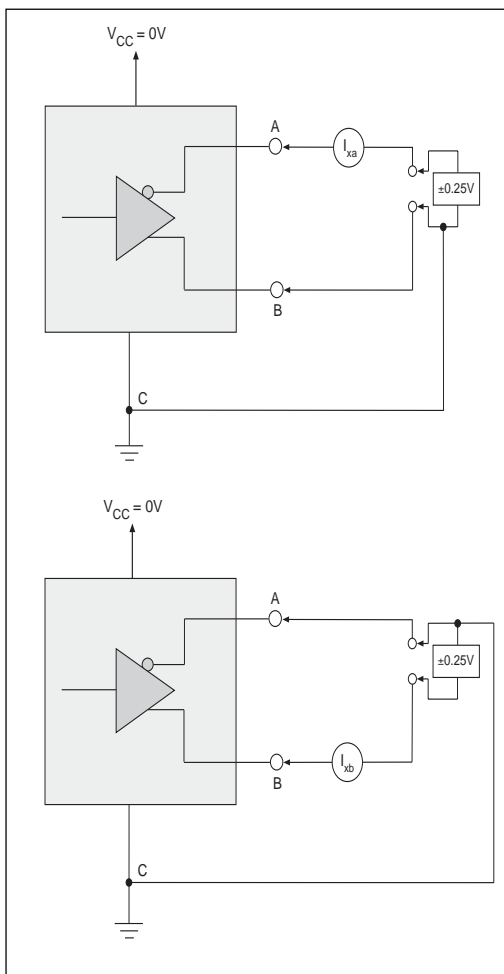 V_CC = 0V
A
I_xa
±0.25V
B
C
V_CC = 0V
A
±0.25V
B
I_xb
C